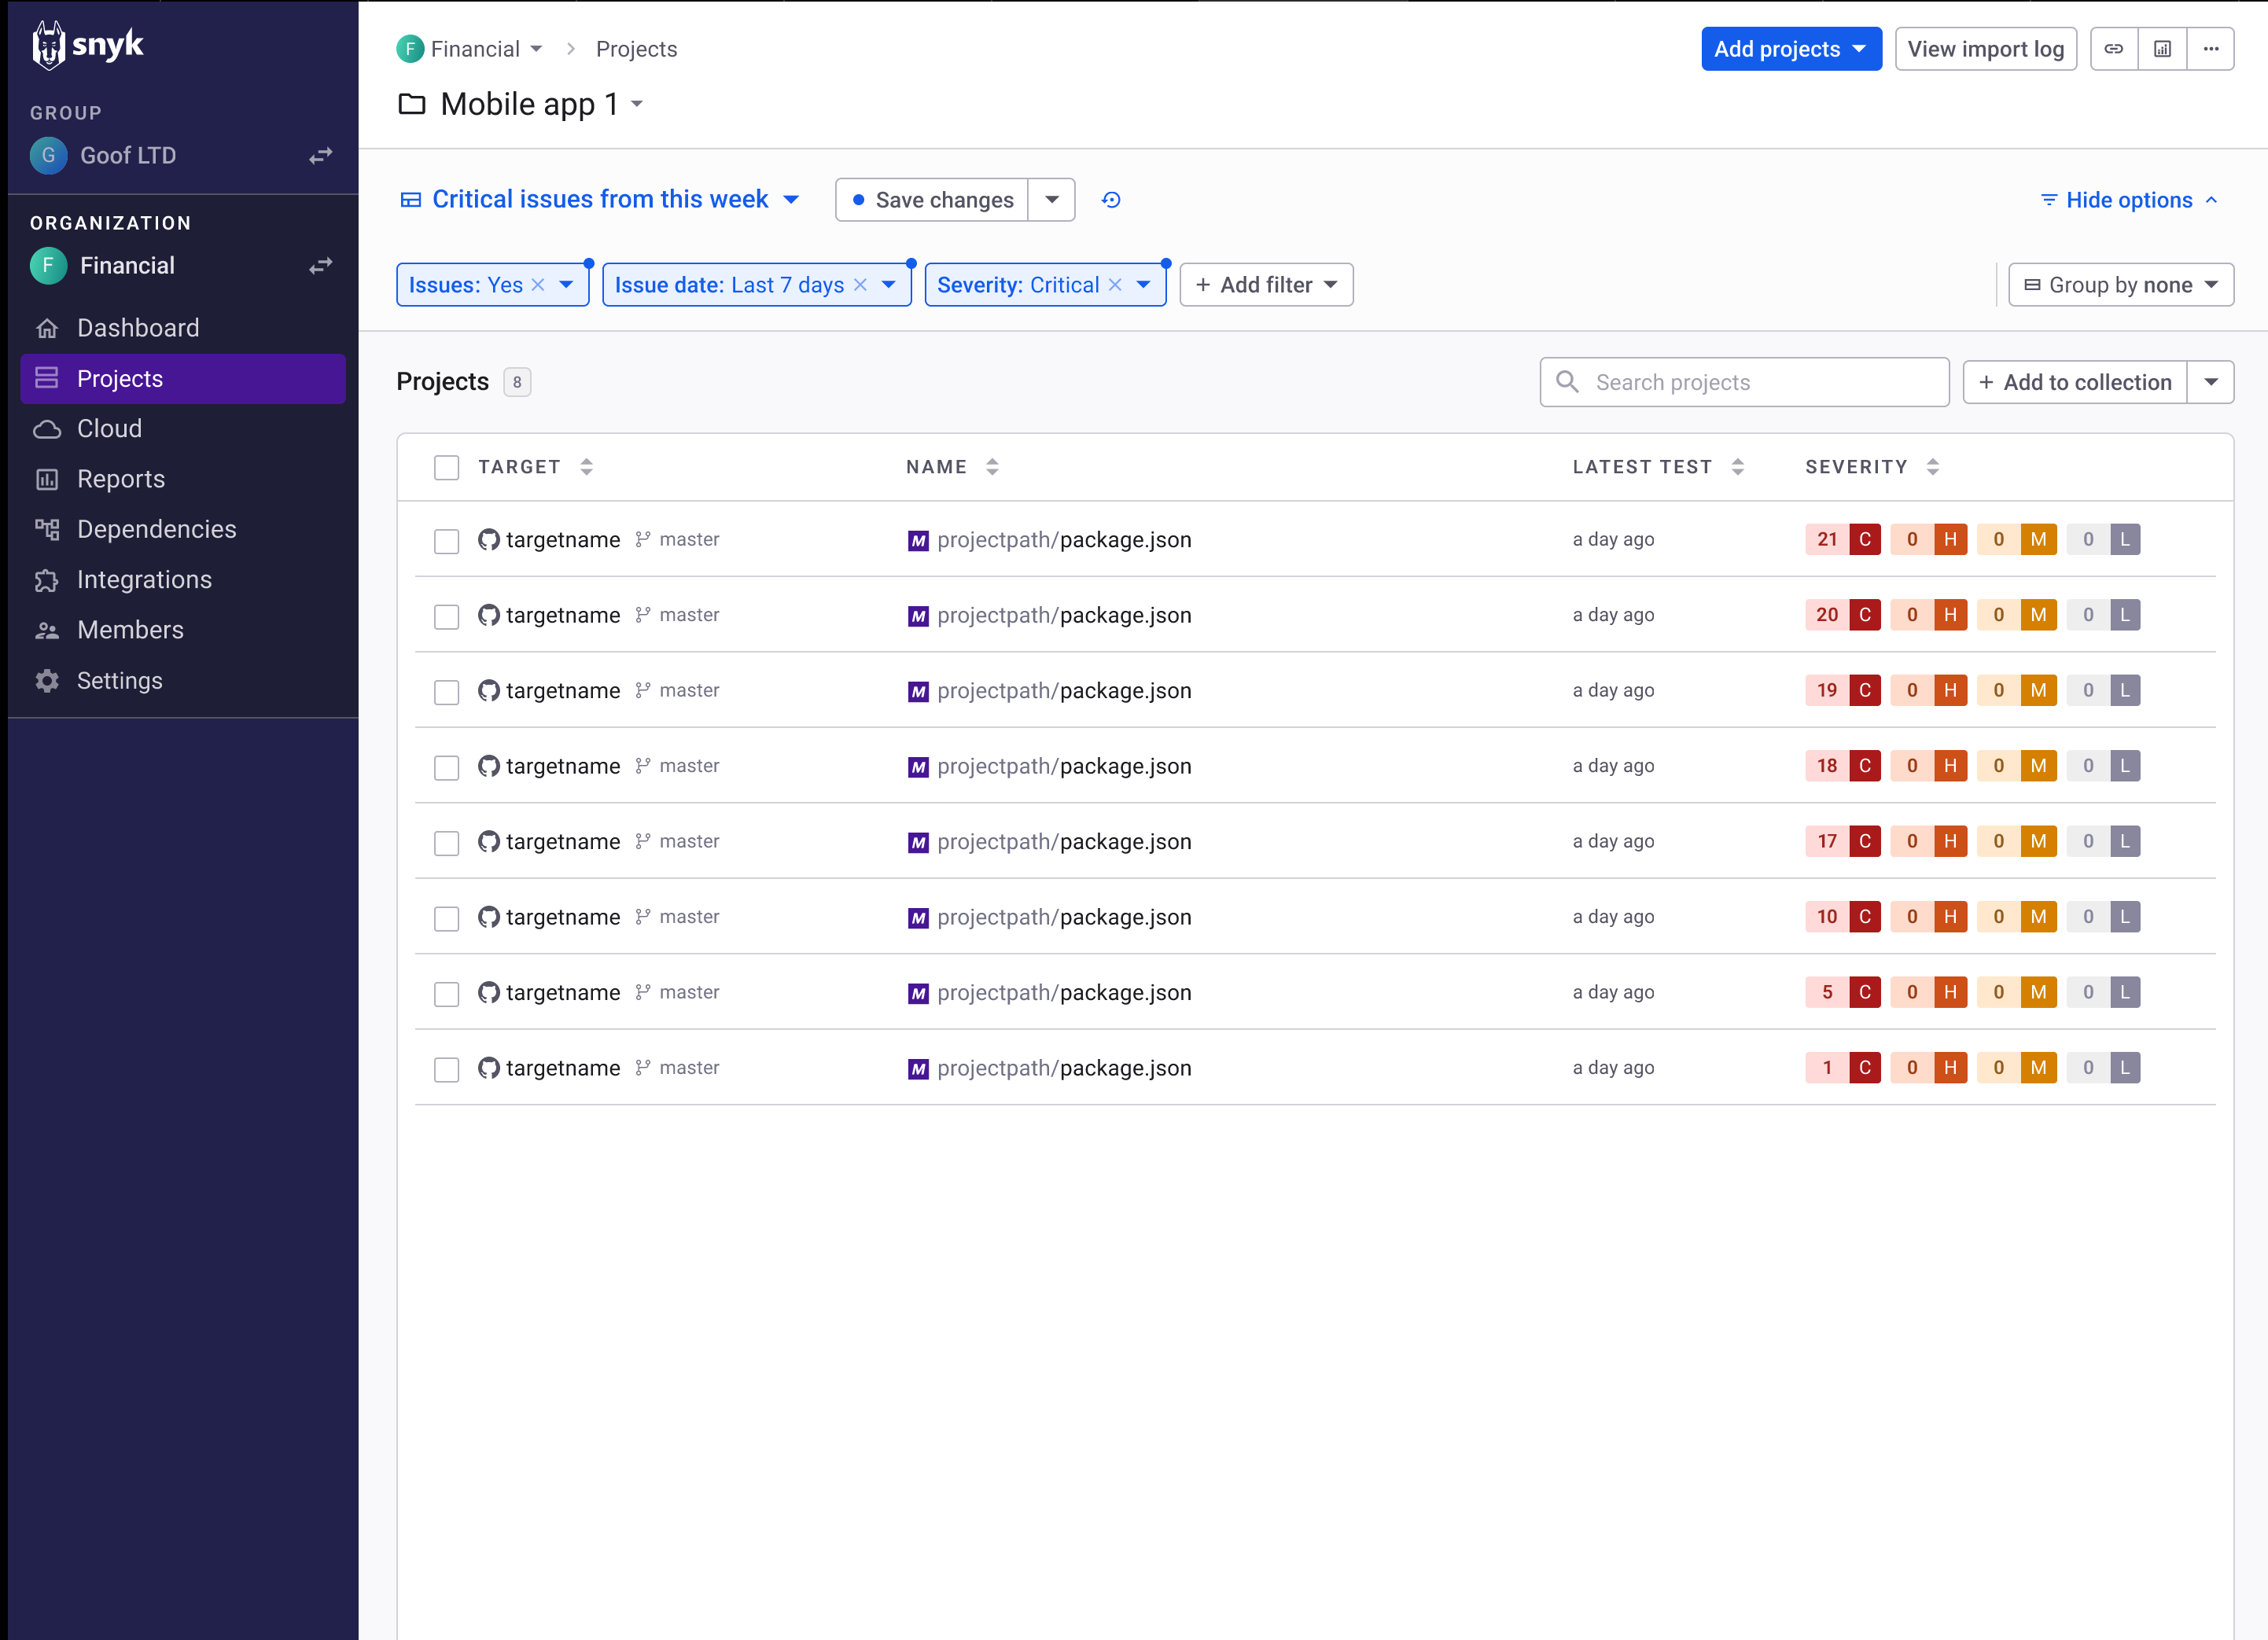 snyk
GROUP
G Goof LTD
ORGANIZATION
F Financial
Dashboard
Projects
Cloud
Reports
Dependencies
Integrations
Members
Settings
F Financial > Projects
Add projects
View import log
Mobile app 1
Critical issues from this week
Save changes
Hide options
Issues: Yes
Issue date: Last 7 days
Severity: Critical
+ Add filter
Group by none
Projects 8
Search projects
+ Add to collection
TARGET NAME LATEST TEST SEVERITY
targetname master M projectpath/package.json a day ago 21 C 0 H 0 M 0 L
targetname master M projectpath/package.json a day ago 20 C 0 H 0 M 0 L
targetname master M projectpath/package.json a day ago 19 C 0 H 0 M 0 L
targetname master M projectpath/package.json a day ago 18 C 0 H 0 M 0 L
targetname master M projectpath/package.json a day ago 17 C 0 H 0 M 0 L
targetname master M projectpath/package.json a day ago 10 C 0 H 0 M 0 L
targetname master M projectpath/package.json a day ago 5 C 0 H 0 M 0 L
targetname master M projectpath/package.json a day ago 1 C 0 H 0 M 0 L